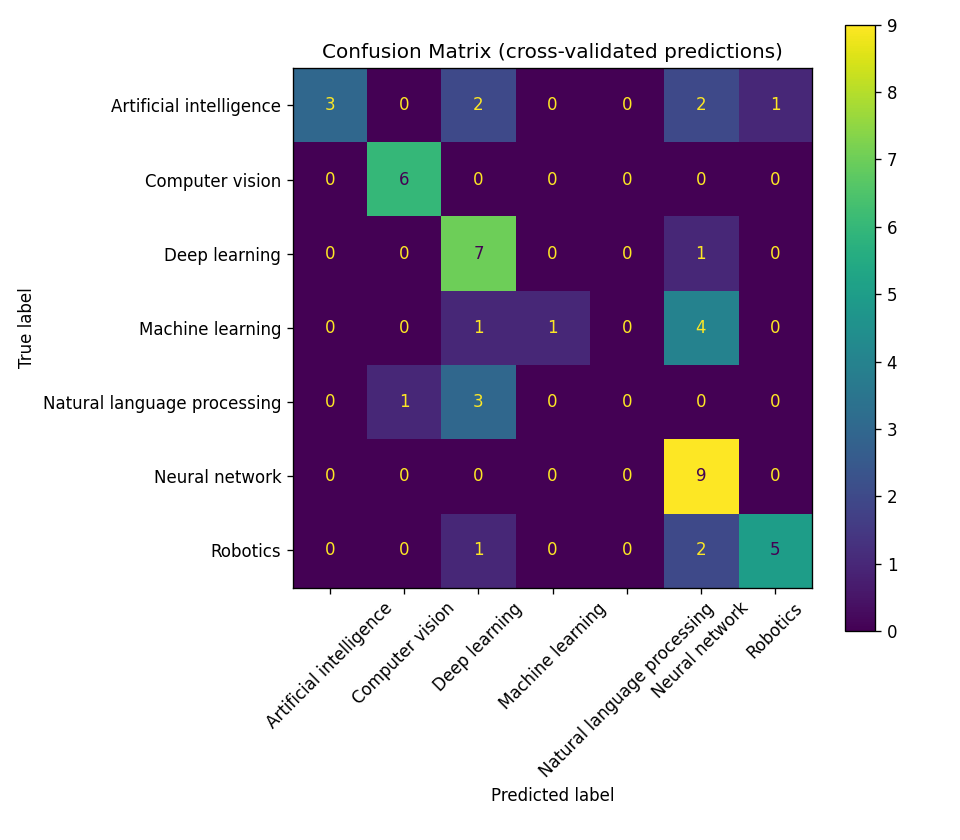 Confusion Matrix (cross-validated predictions)
Artificial intelligence 3 0 2 0 0 2 1
Computer vision 0 6 0 0 0 0 0
Deep learning 0 0 7 0 0 1 0
Machine learning 0 0 1 1 0 4 0
Natural language processing 0 1 3 0 0 0 0
Neural network 0 0 0 0 0 9 0
Robotics 0 0 1 0 0 2 5
True label
Artificial intelligence
Computer vision
Deep learning
Machine learning
Natural language processing
Neural network
Robotics
Predicted label
9
8
7
6
5
4
3
2
1
0